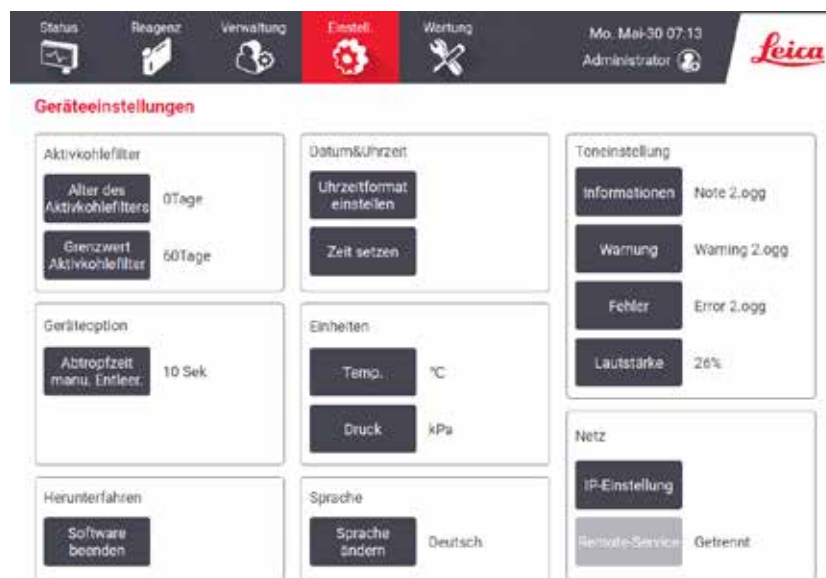 Status
Reagenz
Verwaltung
Einstell.
Wartung
Mo. Mai-30 07:13
Administrator
Leica
Geräteeinstellungen
Aktivkohlefilter
Alter des
Aktivkohlefilters
0Tage
Grenzwert
Aktivkohlefilter
60Tage
Datum&Uhrzeit
Uhrzeitformat
einstellen
Zeit setzen
Toneinstellung
Informationen
Note 2.ogg
Warnung
Warning 2.ogg
Fehler
Error 2.ogg
Lautstärke
26%
Geräteoption
Abtropfzeit
manu. Entleer.
10 Sek
Einheiten
Temp.
°C
Druck
kPa
Netz
IP-Einstellung
Remote-Service
Getrennt
Herunterfahren
Software
beenden
Sprache
Sprache
ändern
Deutsch